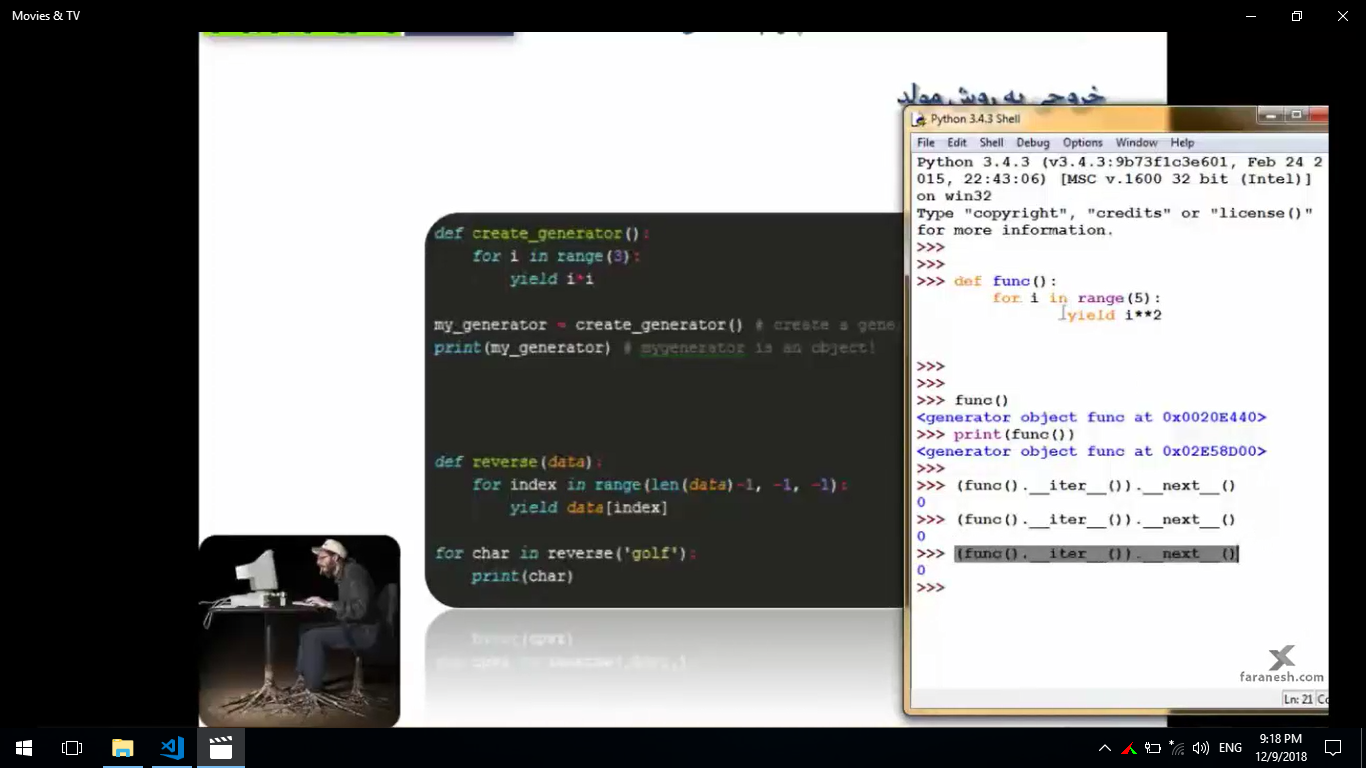 Movies & TV
خروجی به روش مولد
def create_generator():
for i in range(3):
yield i*i
my_generator = create_generator() # create a gene
print(my_generator) # mygenerator is an object!
def reverse(data):
for index in range(len(data)-1, -1, -1):
yield data[index]
for char in reverse('golf'):
print(char)
Python 3.4.3 Shell
File Edit Shell Debug Options Window Help
Python 3.4.3 (v3.4.3:9b73f1c3e601, Feb 24 2
015, 22:43:06) [MSC v.1600 32 bit (Intel)]
on win32
Type "copyright", "credits" or "license()"
for more information.
>>>
>>>
>>> def func():
for i in range(5):
yield i**2
>>>
>>>
>>> func()
<generator object func at 0x0020E440>
>>> print(func())
<generator object func at 0x02E58D00>
>>>
>>> (func().__iter__()).__next__()
0
>>> (func().__iter__()).__next__()
0
>>> (func().__iter__()).__next__()
0
>>>
faranesh.com
Ln: 21 Co
ENG
9:18 PM
12/9/2018